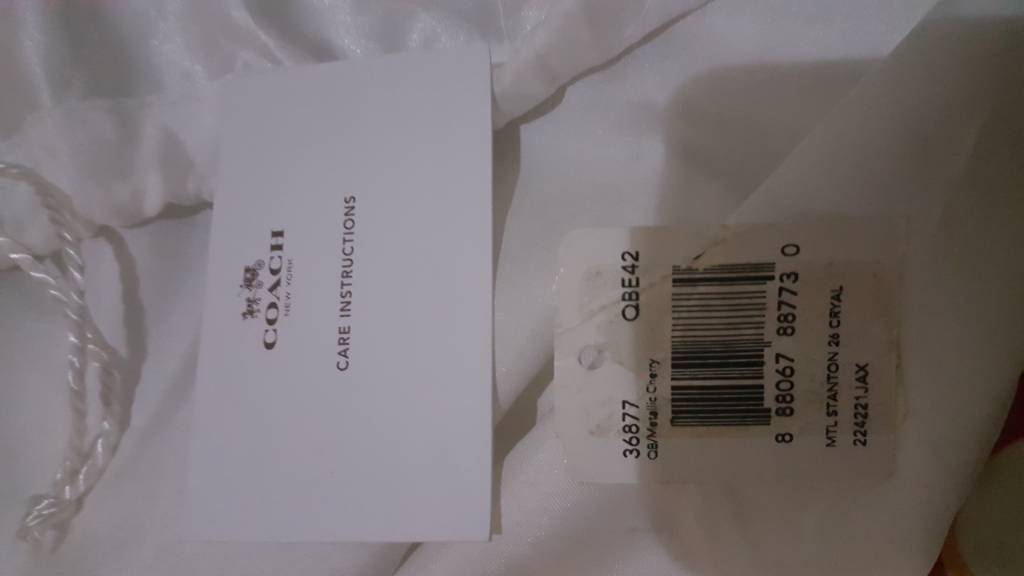 COACH
NEW YORK
CARE INSTRUCTIONS
36877 QBE42
QB/Metallic Cherry
8 88067 88773 0
MTL STANTON 26 CRYAL
224221JAX